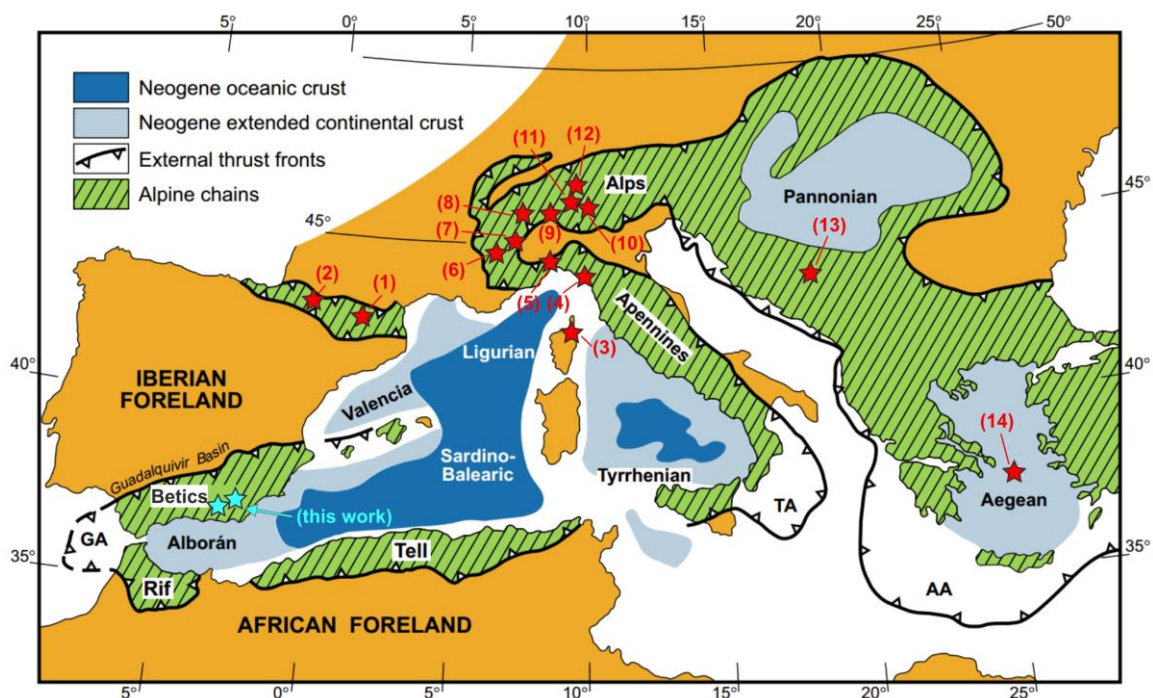 5° 0° 5° 10° 15° 20° 25° 50°
Neogene oceanic crust
Neogene extended continental crust
External thrust fronts
Alpine chains
(11)
(12)
Alps
(8)
(7)
(6)
(9)
(10)
(5)
(4)
Pannonian
(13)
45°
45°
(2)
(1)
Apennines
Ligurian
(3)
40°
40°
IBERIAN
FORELAND
Valencia
Sardino-
Balearic
Tyrrhenian
(14)
Aegean
Guadalquivir Basin
Betics
(this work)
GA
Alborán
TA
AA
35°
35°
Rif
Tell
AFRICAN FORELAND
5° 0° 5° 10° 15° 20° 25°